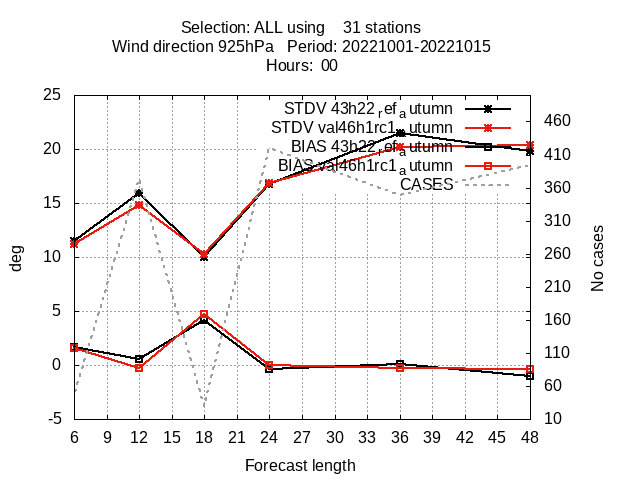 Selection: ALL using    31 stations
Wind direction 925hPa   Period: 20221001-20221015
Hours:  00
STDV 43h22ref_autumn
STDV val46h1rc1_autumn
BIAS 43h22ref_autumn
BIAS val46h1rc1_autumn
CASES
25
20
15
10
5
0
-5
deg
460
410
360
310
260
210
160
110
60
10
No cases
6 9 12 15 18 21 24 27 30 33 36 39 42 45 48
Forecast length